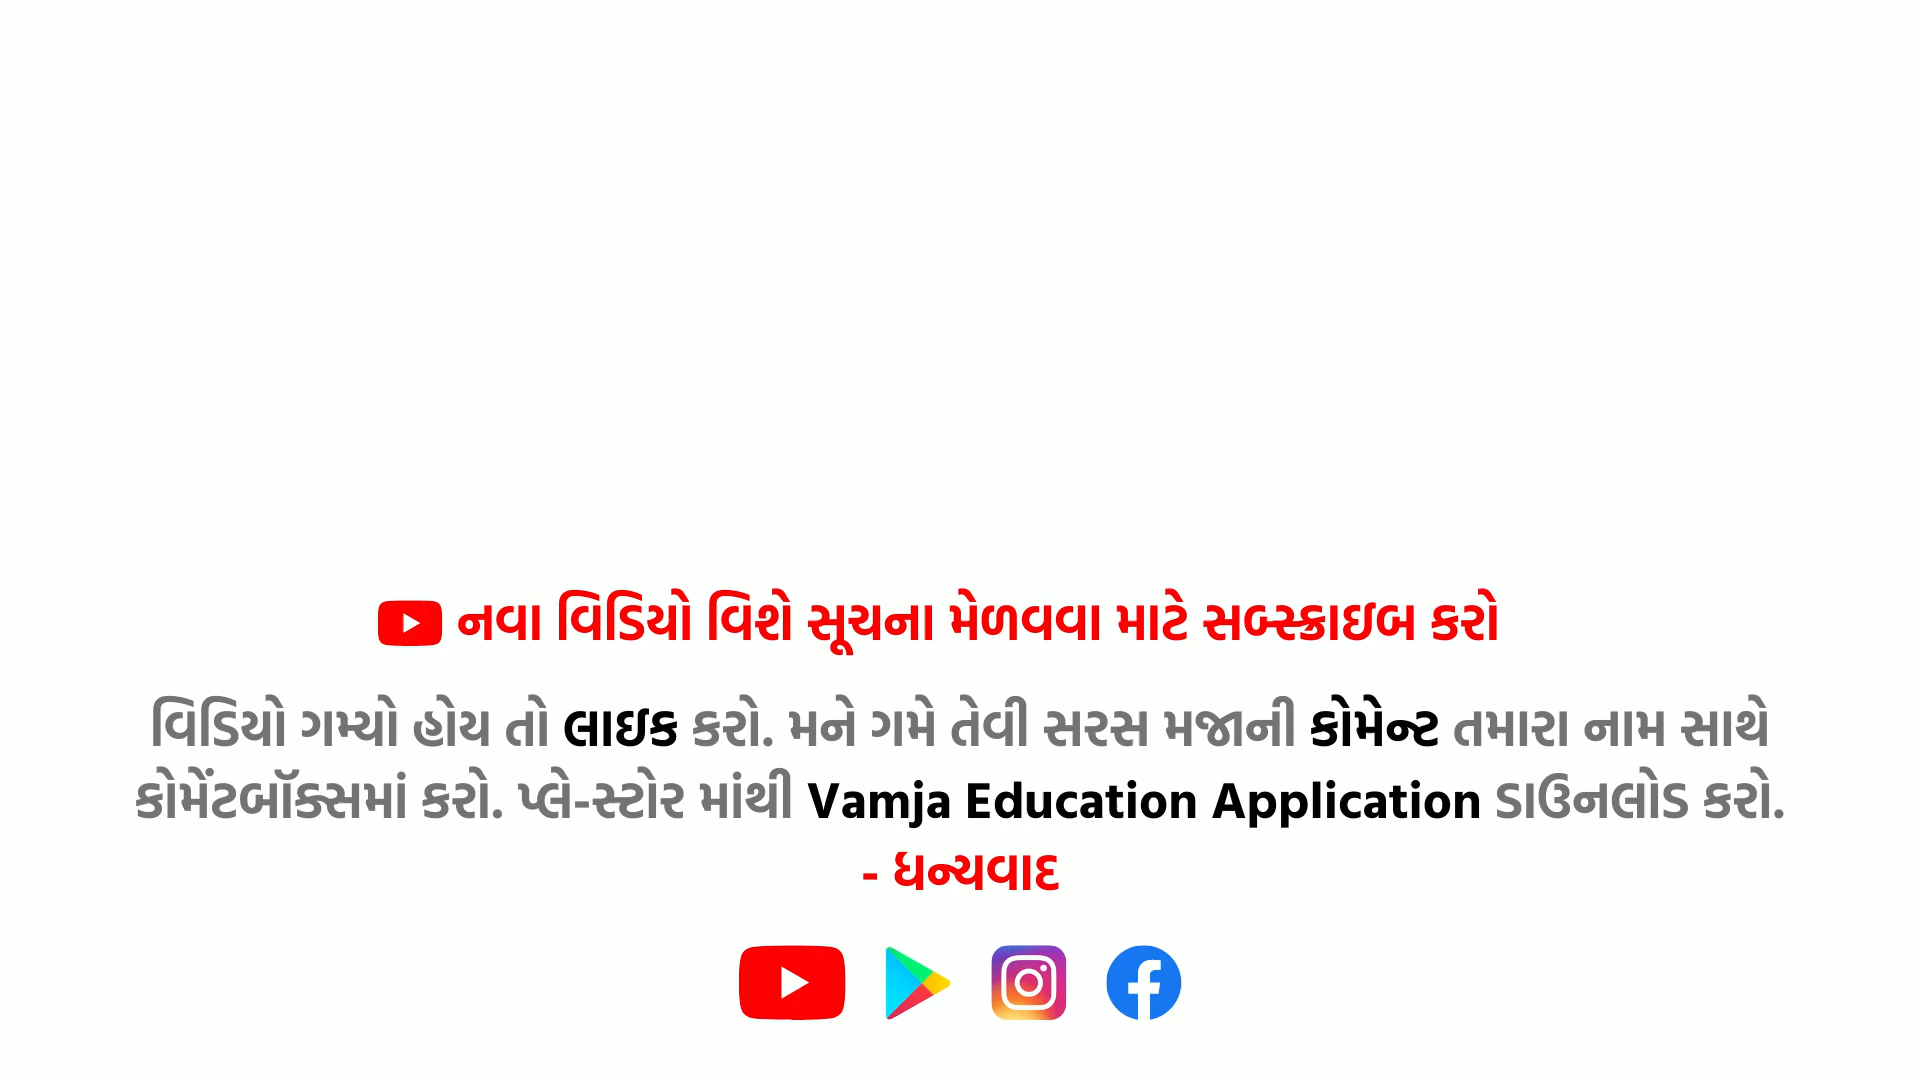 નવા વિડિયો વિશે સૂચના મેળવવા માટે સબ્સ્ક્રાઇબ કરો
વિડિયો ગમ્યો હોય તો લાઇક કરો. મને ગમે તેવી સરસ મજાની કોમેન્ટ તમારા નામ સાથે
કોમેંટબૉક્સમાં કરો. પ્લે-સ્ટોર માંથી Vamja Education Application ડાઉનલોડ કરો.
- ધન્યવાદ